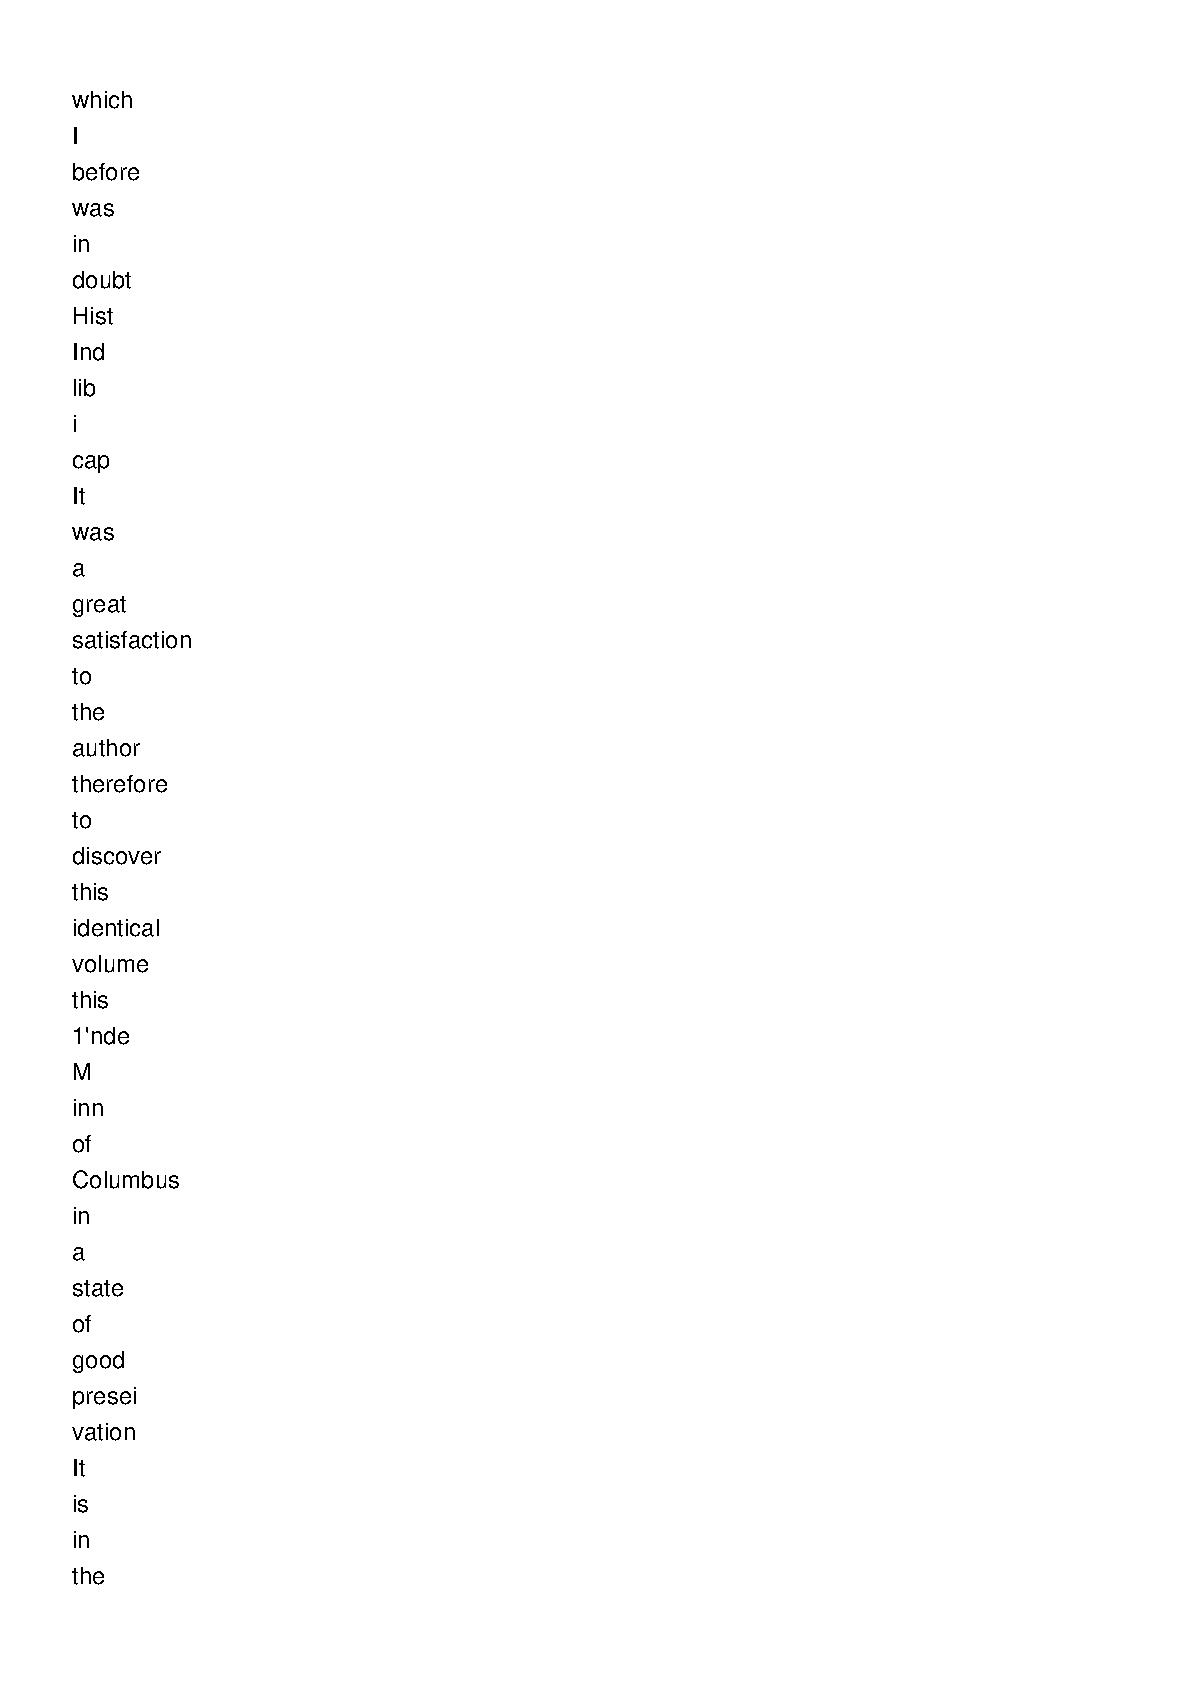 which
I
before
was
in
doubt
Hist
Ind
lib
i
cap
It
was
a
great
satisfaction
to
the
author
therefore
to
discover
this
identical
volume
this
1'nde
M
inn
of
Columbus
in
a
state
of
good
presei
vation
It
is
in
the